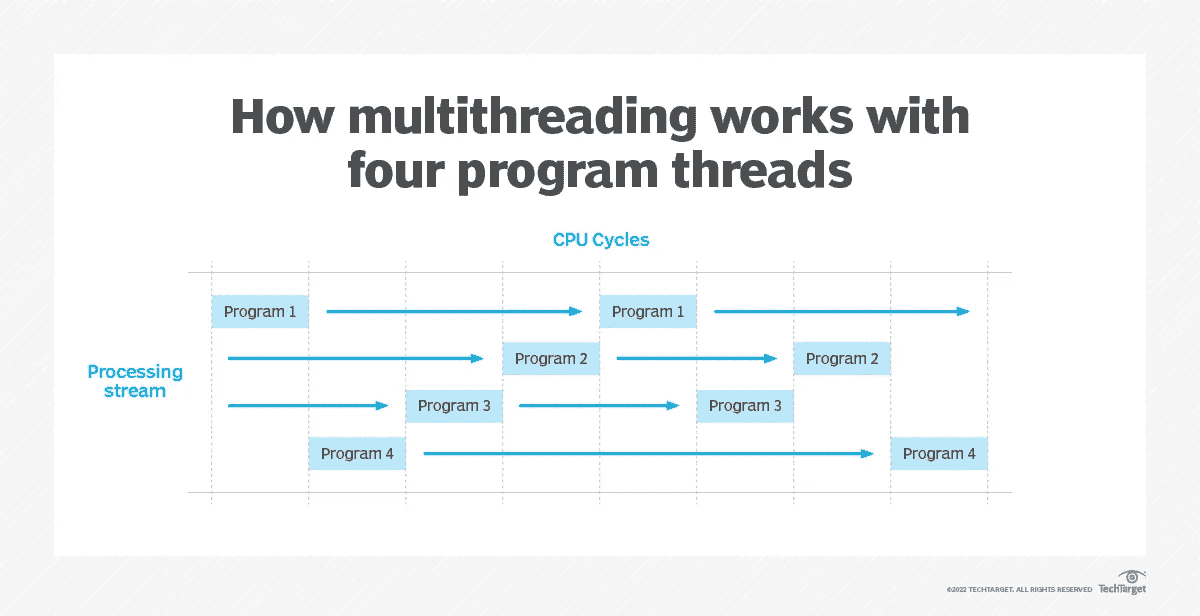 How multithreading works with
four program threads
CPU Cycles
Processing
stream
Program 1
Program 1
Program 2
Program 2
Program 3
Program 3
Program 4
Program 4
©2022 TECHTARGET. ALL RIGHTS RESERVED
TechTarget